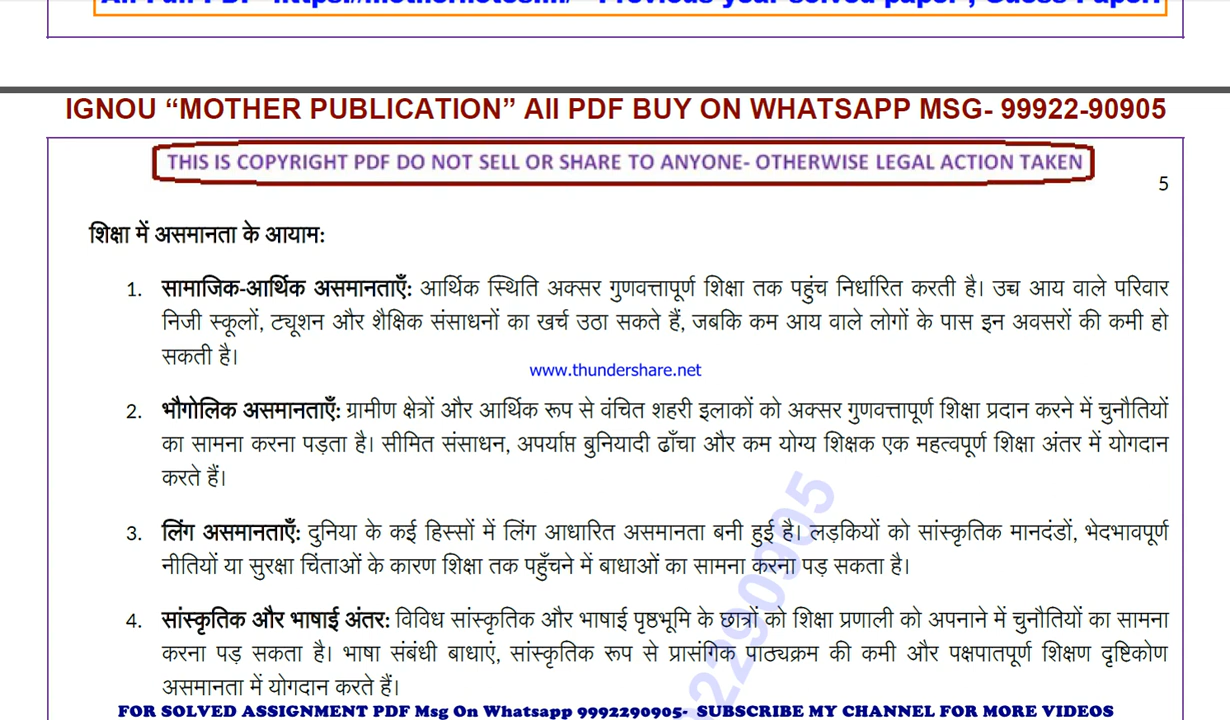 IGNOU “MOTHER PUBLICATION” All PDF BUY ON WHATSAPP MSG- 99922-90905
THIS IS COPYRIGHT PDF DO NOT SELL OR SHARE TO ANYONE- OTHERWISE LEGAL ACTION TAKEN
5
शिक्षा में असमानता के आयाम:
1. सामाजिक-आर्थिक असमानताएँ: आर्थिक स्थिति अक्सर गुणवत्तापूर्ण शिक्षा तक पहुंच निर्धारित करती है। उच्च आय वाले परिवार
निजी स्कूलों, ट्यूशन और शैक्षिक संसाधनों का खर्च उठा सकते हैं, जबकि कम आय वाले लोगों के पास इन अवसरों की कमी हो
सकती है।
www.thundershare.net
2. भौगोलिक असमानताएँ: ग्रामीण क्षेत्रों और आर्थिक रूप से वंचित शहरी इलाकों को अक्सर गुणवत्तापूर्ण शिक्षा प्रदान करने में चुनौतियों
का सामना करना पड़ता है। सीमित संसाधन, अपर्याप्त बुनियादी ढाँचा और कम योग्य शिक्षक एक महत्वपूर्ण शिक्षा अंतर में योगदान
करते हैं।
3. लिंग असमानताएँ: दुनिया के कई हिस्सों में लिंग आधारित असमानता बनी हुई है। लड़कियों को सांस्कृतिक मानदंडों, भेदभावपूर्ण
नीतियों या सुरक्षा चिंताओं के कारण शिक्षा तक पहुँचने में बाधाओं का सामना करना पड़ सकता है।
4. सांस्कृतिक और भाषाई अंतर: विविध सांस्कृतिक और भाषाई पृष्ठभूमि के छात्रों को शिक्षा प्रणाली को अपनाने में चुनौतियों का सामना
करना पड़ सकता है। भाषा संबंधी बाधाएं, सांस्कृतिक रूप से प्रासंगिक पाठ्यक्रम की कमी और पक्षपातपूर्ण शिक्षण दृष्टिकोण
असमानता में योगदान करते हैं।
FOR SOLVED ASSIGNMENT PDF Msg On Whatsapp 9992290905- SUBSCRIBE MY CHANNEL FOR MORE VIDEOS